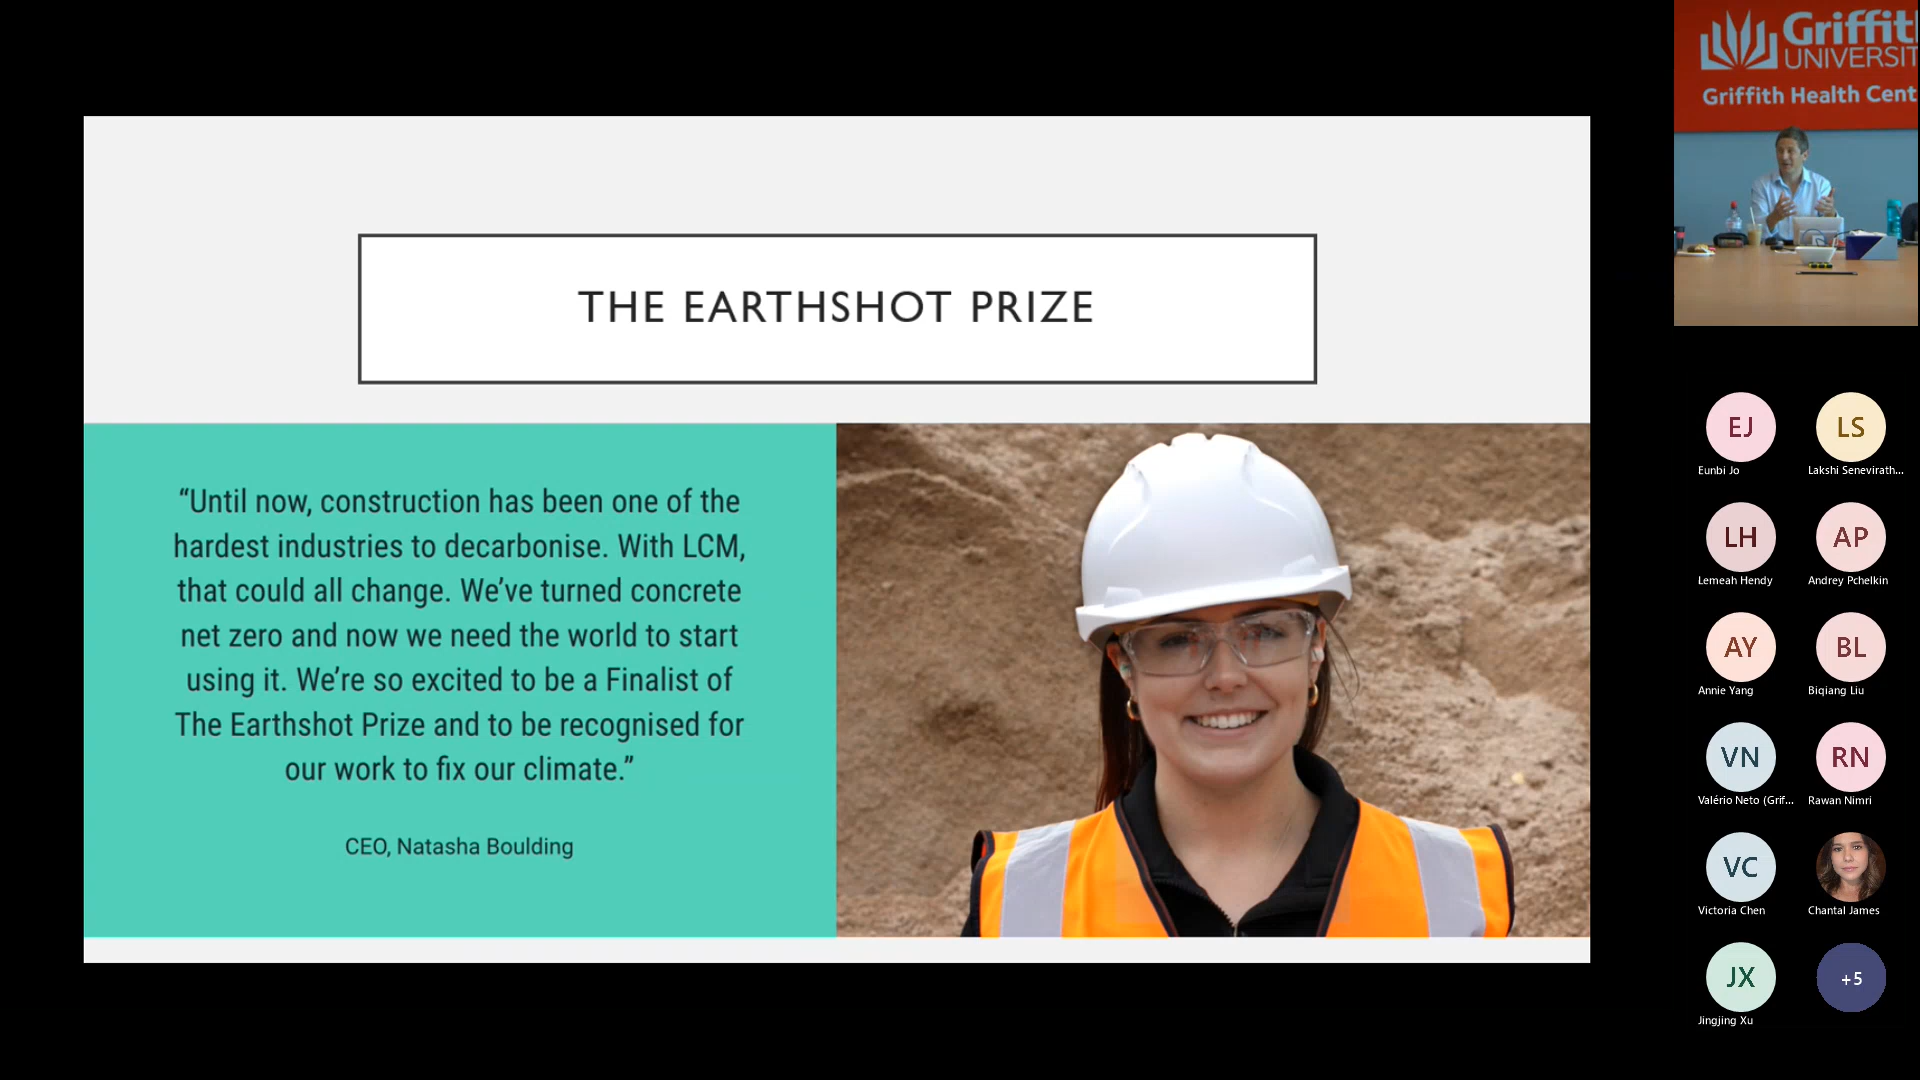 THE EARTHSHOT PRIZE
“Until now, construction has been one of the
hardest industries to decarbonise. With LCM,
that could all change. We’ve turned concrete
net zero and now we need the world to start
using it. We’re so excited to be a Finalist of
The Earthshot Prize and to be recognised for
our work to fix our climate.”
CEO, Natasha Boulding
Griffit
UNIVERSIT
Griffith Health Cent
EJ
Eunbi Jo
LS
Lakshi Senevirath...
LH
Lemeah Hendy
AP
Andrey Pchelkin
AY
Annie Yang
BL
Biqiang Liu
VN
Valério Neto (Grif...
RN
Rawan Nimri
VC
Victoria Chen
Chantal James
JX
Jingjing Xu
+5